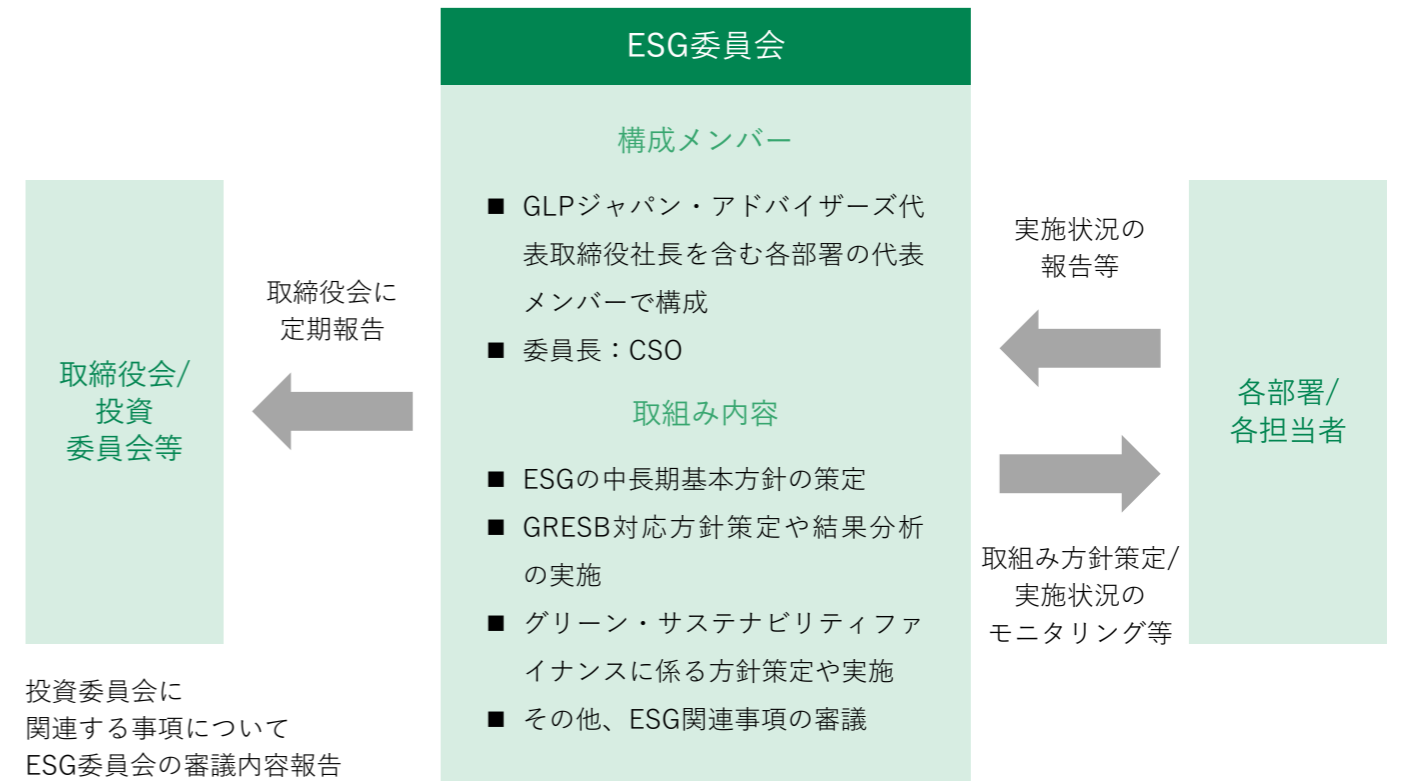 ESG委員会
構成メンバー
■ GLPジャパン・アドバイザーズ代
表取締役社長を含む各部署の代表
メンバーで構成
■ 委員長：CSO
取組み内容
■ ESGの中長期基本方針の策定
■ GRESB対応方針策定や結果分析
の実施
■ グリーン・サステナビリティファ
イナンスに係る方針策定や実施
■ その他、ESG関連事項の審議
取締役会に
定期報告
取締役会/
投資
委員会等
投資委員会に
関連する事項について
ESG委員会の審議内容報告
実施状況の
報告等
取組み方針策定/
実施状況の
モニタリング等
各部署/
各担当者